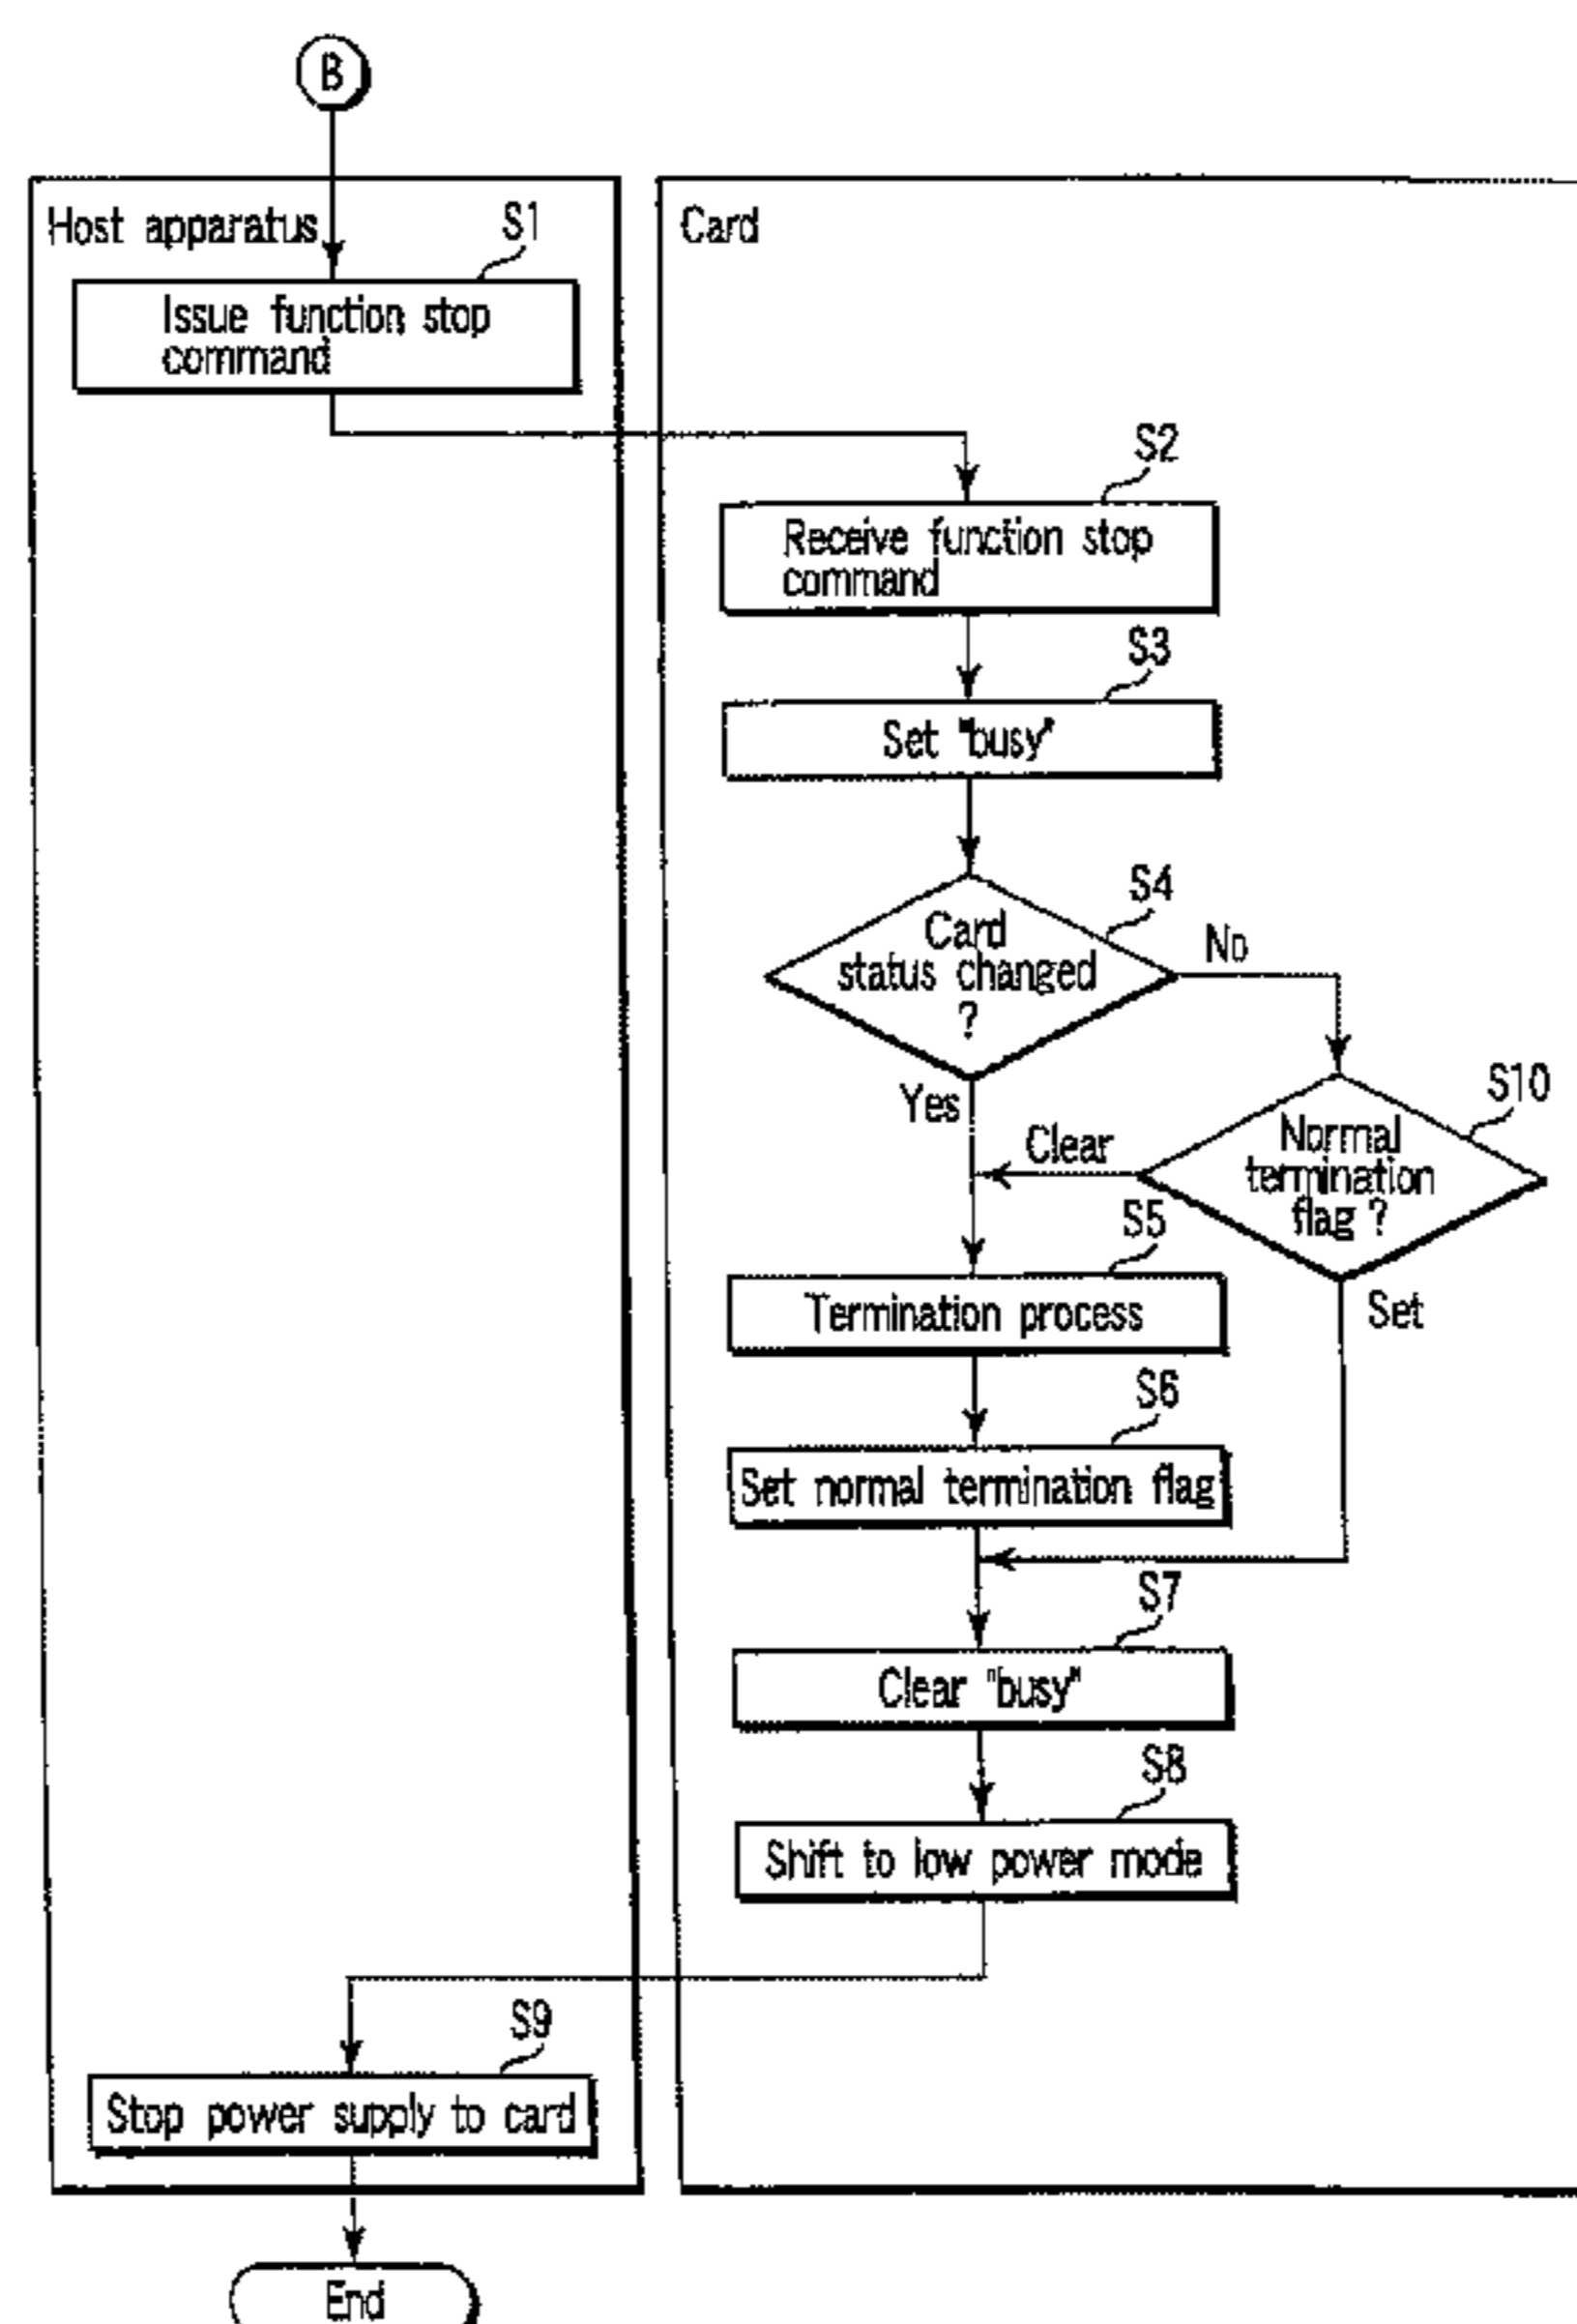 B
Host apparatus
S1
Issue function stop
command
Card
S2
Receive function stop
command
S3
Set "busy"
S4
Card
status changed
?
No
Yes
S10
Normal
termination
flag ?
Clear
Set
S5
Termination process
S6
Set normal termination flag
S7
Clear "busy"
S8
Shift to low power mode
S9
Stop power supply to card
End